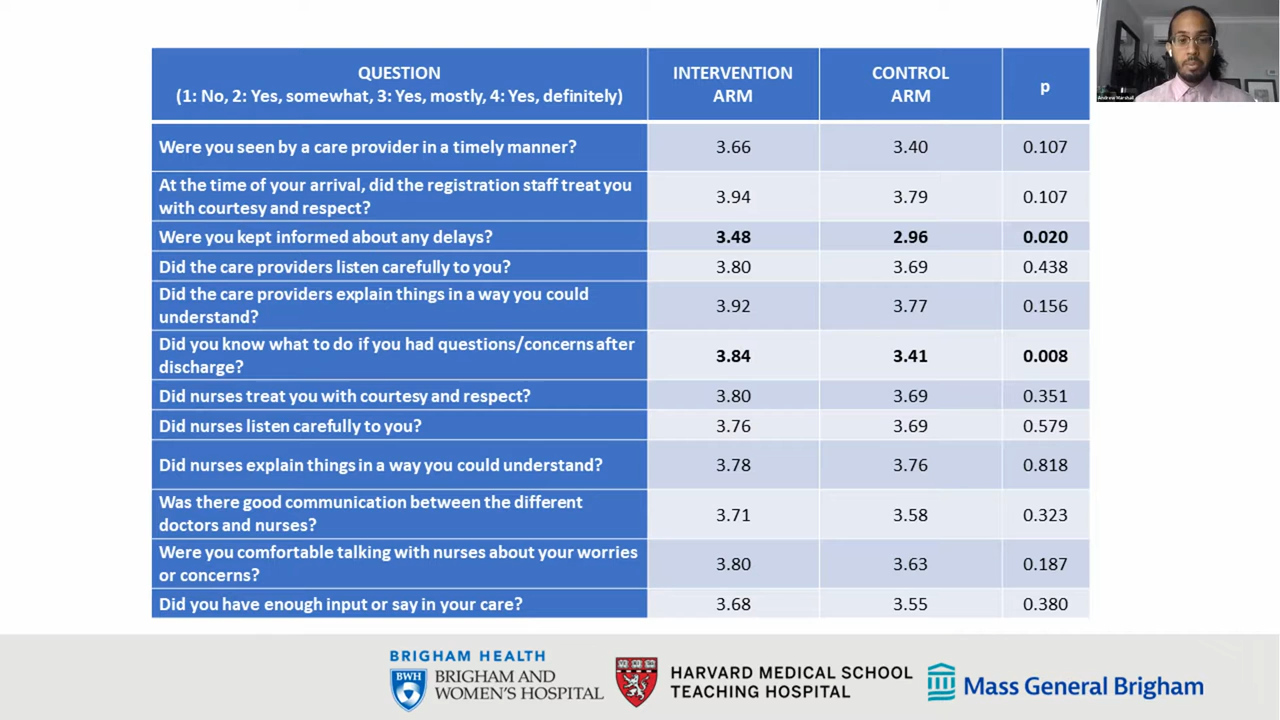 Andrew Marshall
QUESTION
(1: No, 2: Yes, somewhat, 3: Yes, mostly, 4: Yes, definitely)
INTERVENTION
ARM
CONTROL
ARM
p
Were you seen by a care provider in a timely manner?
3.66
3.40
0.107
At the time of your arrival, did the registration staff treat you
with courtesy and respect?
3.94
3.79
0.107
Were you kept informed about any delays?
3.48
2.96
0.020
Did the care providers listen carefully to you?
3.80
3.69
0.438
Did the care providers explain things in a way you could
understand?
3.92
3.77
0.156
Did you know what to do if you had questions/concerns after
discharge?
3.84
3.41
0.008
Did nurses treat you with courtesy and respect?
3.80
3.69
0.351
Did nurses listen carefully to you?
3.76
3.69
0.579
Did nurses explain things in a way you could understand?
3.78
3.76
0.818
Was there good communication between the different
doctors and nurses?
3.71
3.58
0.323
Were you comfortable talking with nurses about your worries
or concerns?
3.80
3.63
0.187
Did you have enough input or say in your care?
3.68
3.55
0.380
BRIGHAM HEALTH
BWH
BRIGHAM AND
WOMEN'S HOSPITAL
HARVARD MEDICAL SCHOOL
TEACHING HOSPITAL
Mass General Brigham